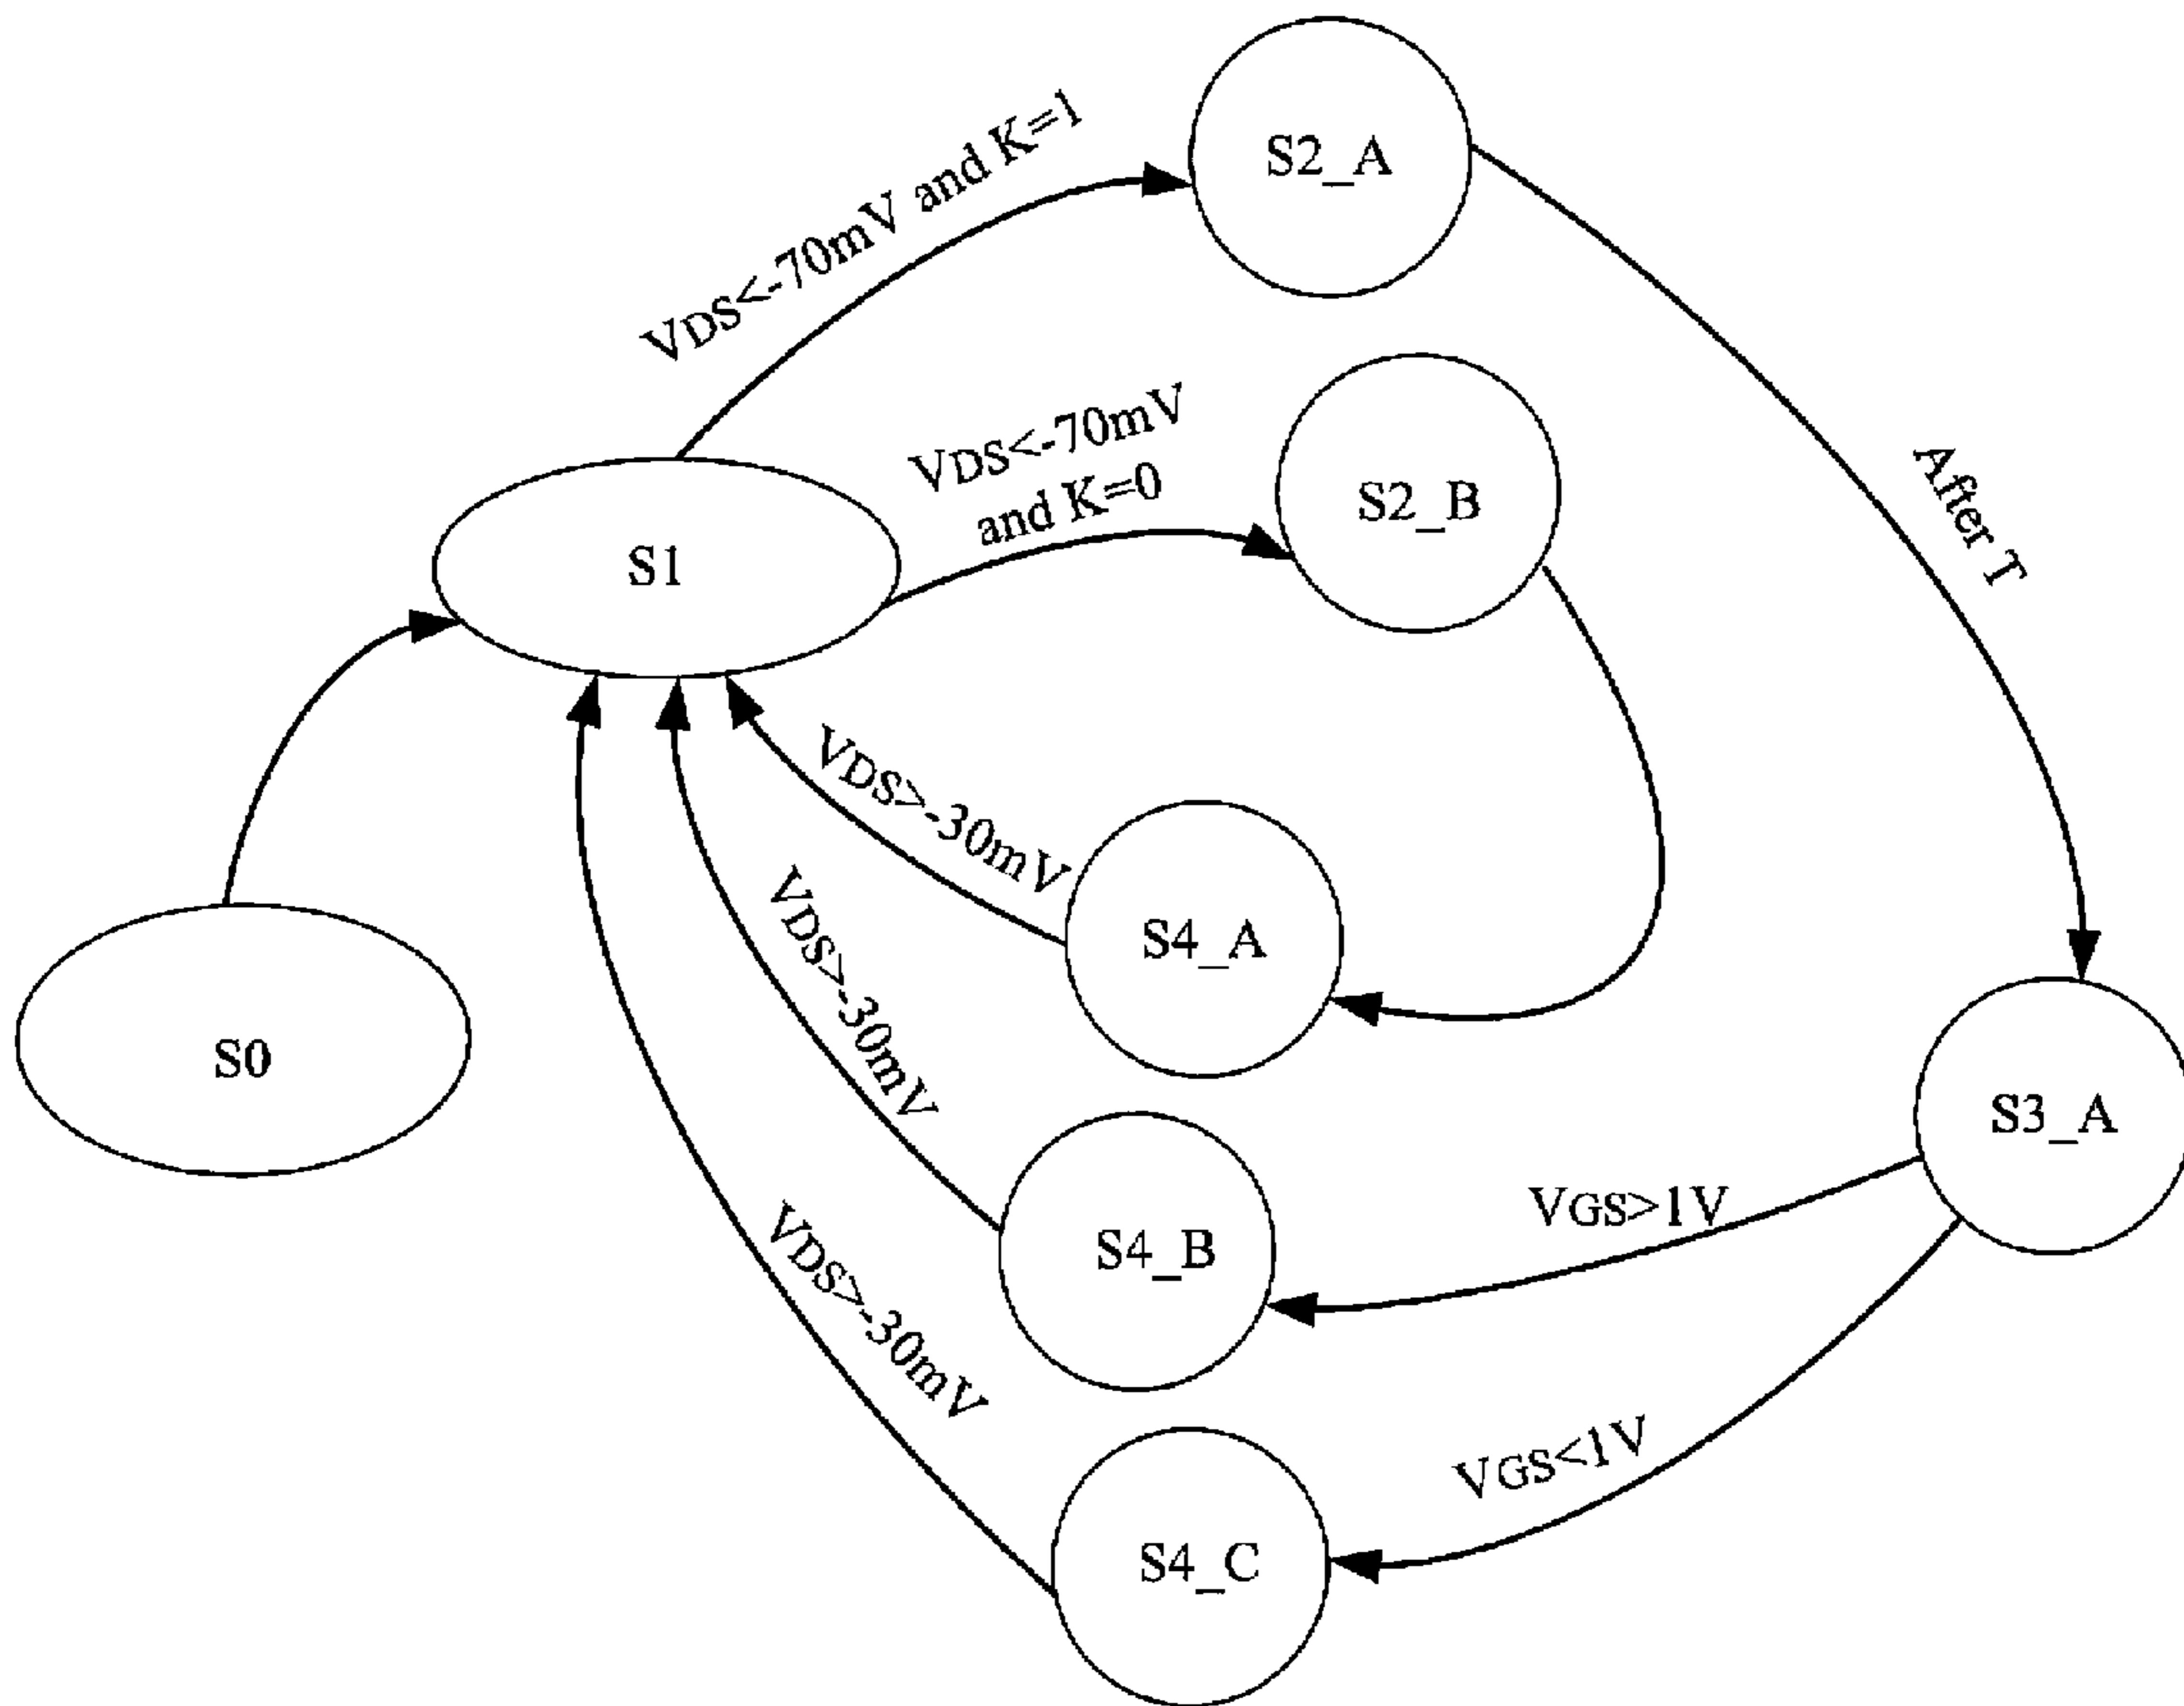 VDS<-70mV and K=1
S2_A
VDS<-70mV
and K=0
S2_B
After T
S1
VDS>-30mV
S4_A
VDS>-30mV
S0
S3_A
VGS>1V
S4_B
VDS>-30mV
VGS<1V
S4_C